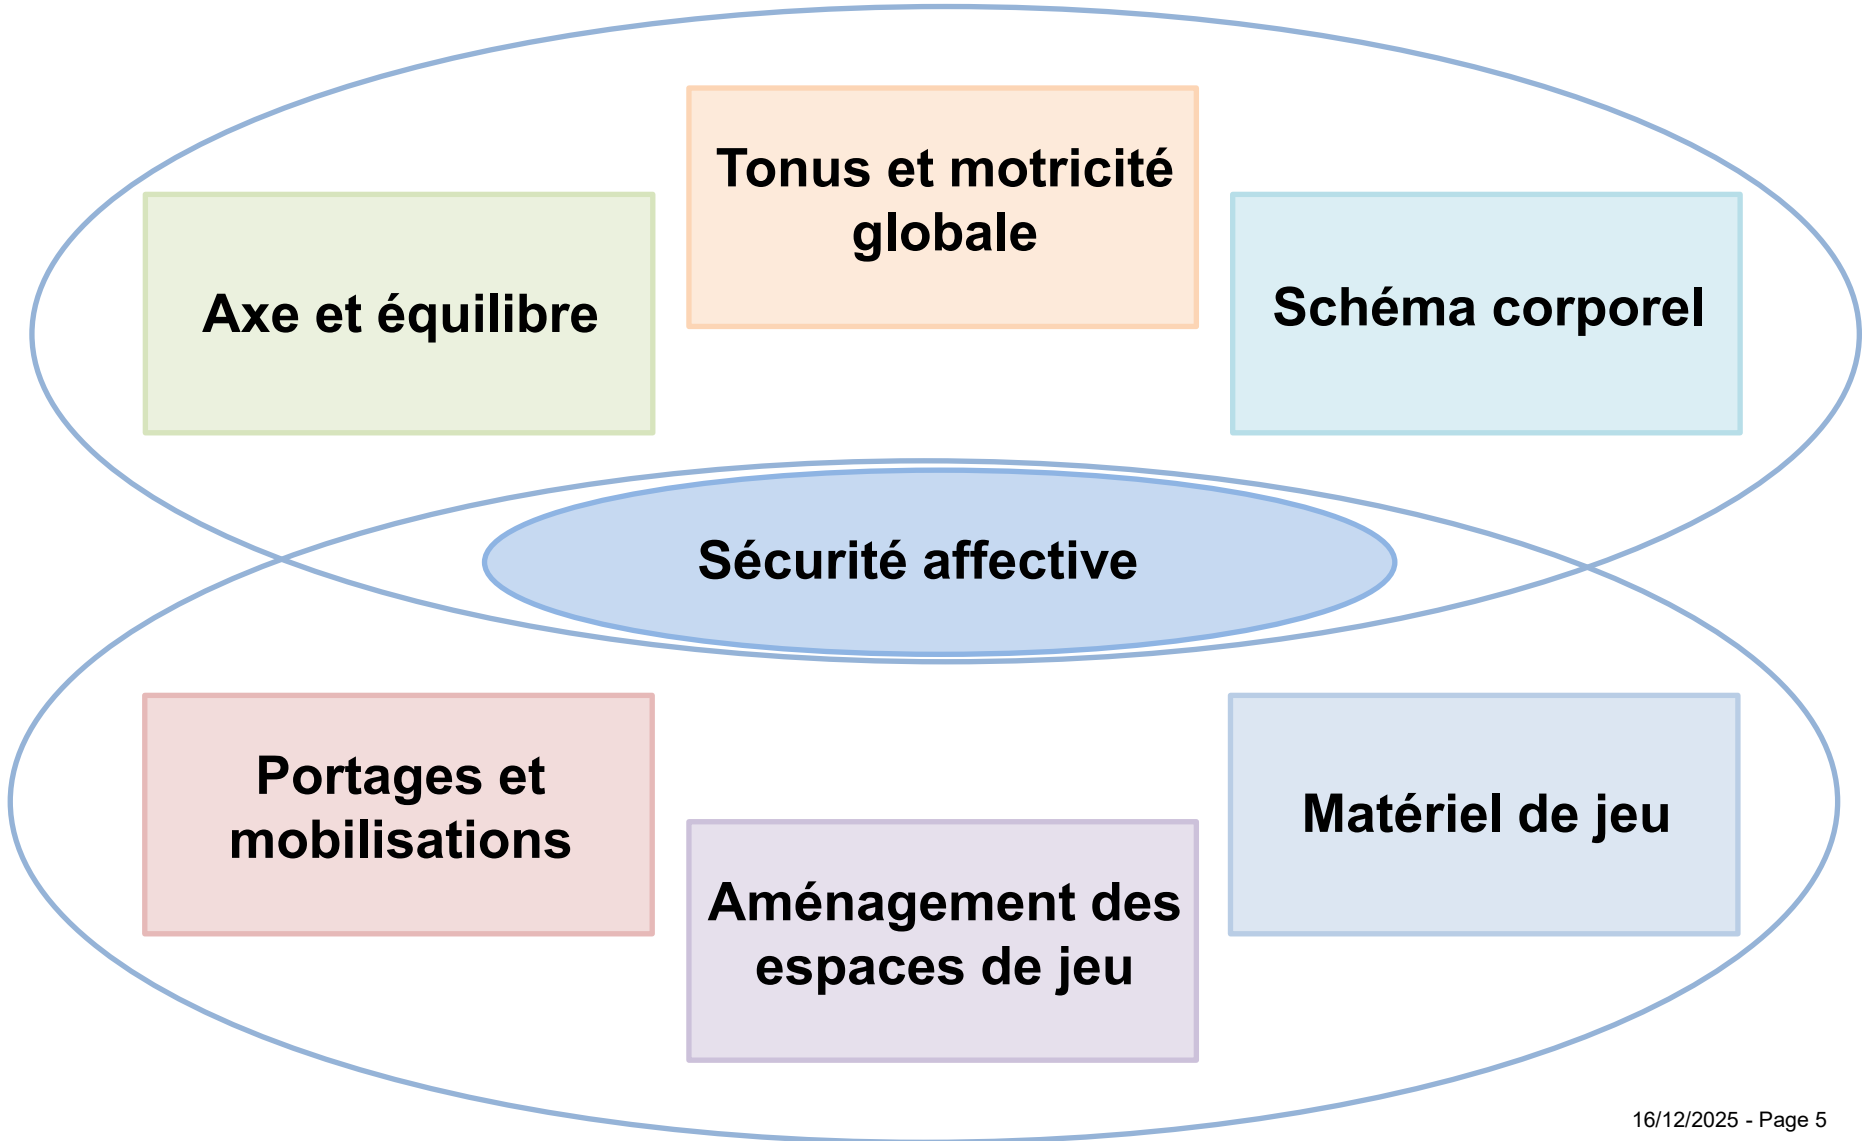 Tonus et motricité
globale
Axe et équilibre
Schéma corporel
Sécurité affective
Portages et
mobilisations
Matériel de jeu
Aménagement des
espaces de jeu
16/12/2025 - Page 5